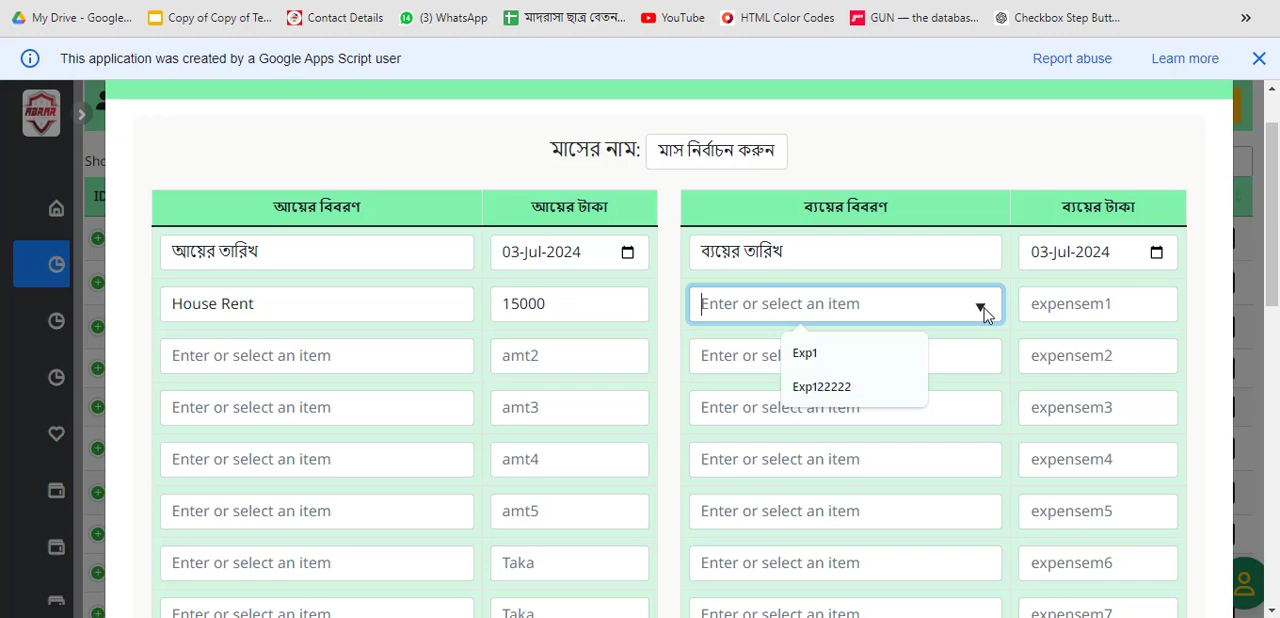 My Drive - Google...
Copy of Copy of Te...
Contact Details
(3) WhatsApp
মাদরাসা ছাত্র বেতন...
YouTube
HTML Color Codes
GUN — the databas...
Checkbox Step Butt...
»
This application was created by a Google Apps Script user
Report abuse
Learn more
ABRAR
মাসের নাম: মাস নির্বাচন করুন
Sho
ID
আয়ের বিবরণ
আয়ের টাকা
ব্যয়ের বিবরণ
ব্যয়ের টাকা
আয়ের তারিখ
03-Jul-2024
ব্যয়ের তারিখ
03-Jul-2024
House Rent
15000
Enter or select an item
expensem1
Enter or select an item
amt2
Enter or sel
expensem2
Exp1
Exp122222
Enter or select an item
amt3
Enter or select an item
expensem3
Enter or select an item
amt4
Enter or select an item
expensem4
Enter or select an item
amt5
Enter or select an item
expensem5
Enter or select an item
Taka
Enter or select an item
expensem6
Enter or select an item
Taka
Enter or select an item
expensem7